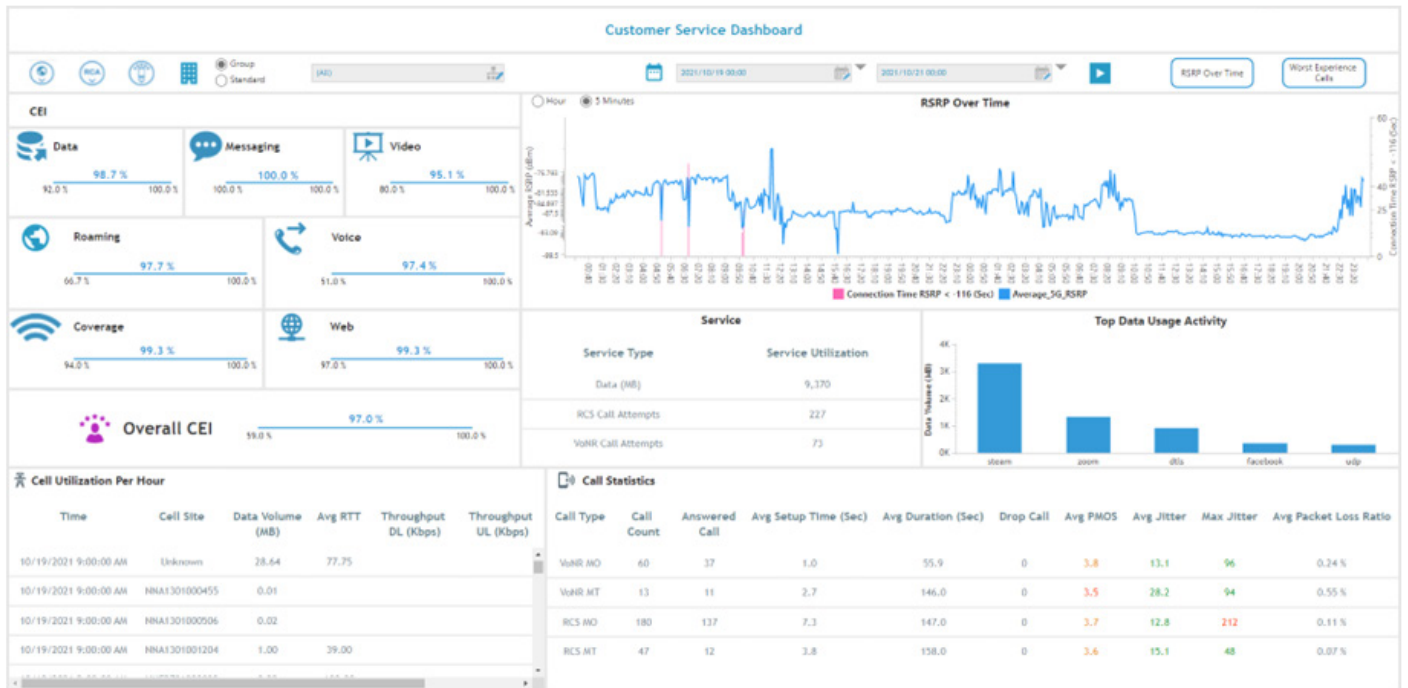 Customer Service Dashboard
RCA
Group
Standard
(All)
2021/10/19 00:00
2021/10/21 00:00
RSRP Over Time
Worst Experience
Cells
CEI
Data
98.7 %
92.0 %
100.0 %
Messaging
100.0 %
100.0 %
100.0 %
Video
95.1 %
80.0 %
100.0 %
Roaming
97.7 %
66.7 %
100.0 %
Voice
97.4 %
51.0 %
100.0 %
Coverage
99.3 %
94.0 %
100.0 %
Web
99.3 %
97.0 %
100.0 %
Overall CEI
97.0 %
59.0 %
100.0 %
Hour
5 Minutes
RSRP Over Time
Average RSRP (dBm)
Connection Time RSRP < -116 (Sec)
60
40
25
0
Connection Time RSRP < -116 (Sec)
Average_5G_RSRP
Service
Service Type Service Utilization
Data (MB) 9,370
RCS Call Attempts 227
VoNR Call Attempts 73
Top Data Usage Activity
Data Volume (MB)
4K
3K
2K
1K
0K
steam zoom dtls facebook udp
Cell Utilization Per Hour
Time Cell Site Data Volume (MB) Avg RTT Throughput DL (Kbps) Throughput UL (Kbps)
10/19/2021 9:00:00 AM Unknown 28.64 77.75
10/19/2021 9:00:00 AM NNA1301000455 0.01
10/19/2021 9:00:00 AM NNA1301000506 0.02
10/19/2021 9:00:00 AM NNA1301001204 1.00 39.00
Call Statistics
Call Type Call Count Answered Call Avg Setup Time (Sec) Avg Duration (Sec) Drop Call Avg PMOS Avg Jitter Max Jitter Avg Packet Loss Ratio
VoNR MO 60 37 1.0 55.9 0 3.8 13.1 96 0.24 %
VoNR MT 13 11 2.7 146.0 0 3.5 28.2 94 0.55 %
RCS MO 180 137 7.3 147.0 0 3.7 12.8 212 0.11 %
RCS MT 47 12 3.8 158.0 0 3.6 15.1 48 0.07 %